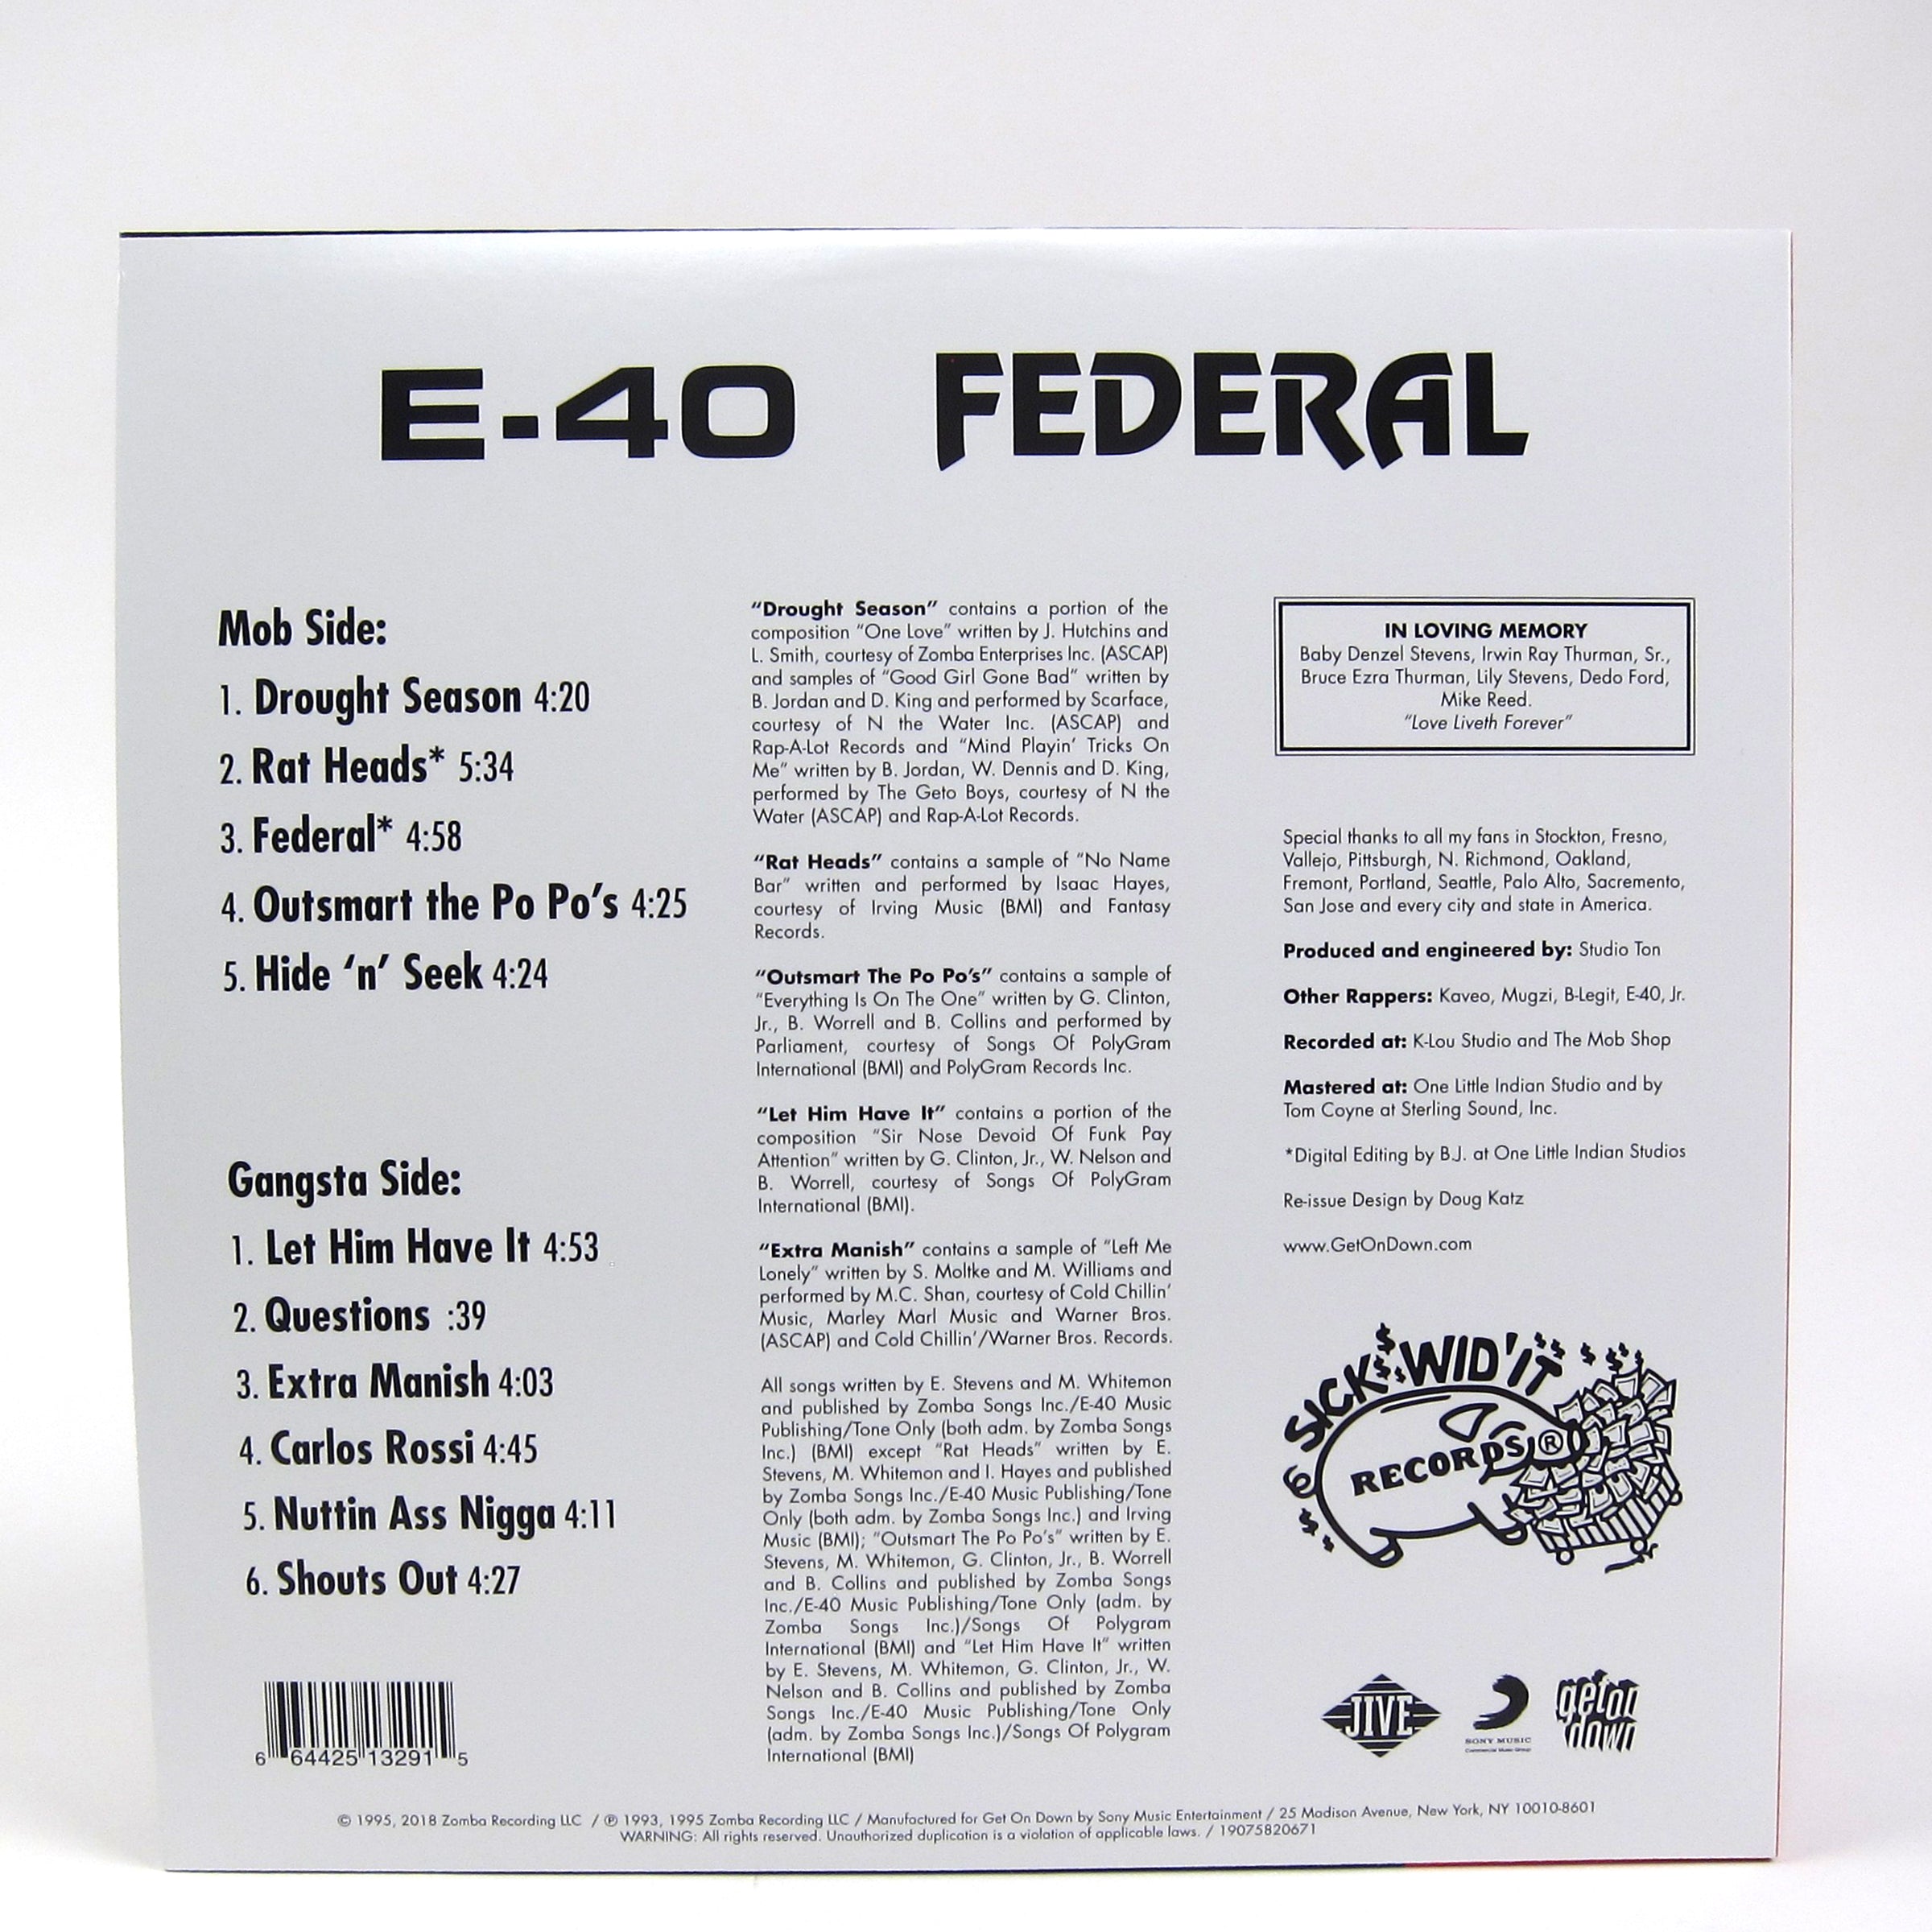 E-40 FEDERAL
Mob Side:
1. Drought Season 4:20
2. Rat Heads* 5:34
3. Federal* 4:58
4. Outsmart the Po Po's 4:25
5. Hide 'n' Seek 4:24
Gangsta Side:
1. Let Him Have It 4:53
2. Questions :39
3. Extra Manish 4:03
4. Carlos Rossi 4:45
5. Nuttin Ass Nigga 4:11
6. Shouts Out 4:27
6 64425 13291 5
"Drought Season" contains a portion of the
composition "One Love" written by J. Hutchins and
L. Smith, courtesy of Zomba Enterprises Inc. (ASCAP)
and samples of "Good Girl Gone Bad" written by
B. Jordan and D. King and performed by Scarface,
courtesy of N the Water Inc. (ASCAP) and
Rap-A-Lot Records and "Mind Playin' Tricks On
Me" written by B. Jordan, W. Dennis and D. King,
performed by The Geto Boys, courtesy of N the
Water (ASCAP) and Rap-A-Lot Records.
"Rat Heads" contains a sample of "No Name
Bar" written and performed by Isaac Hayes,
courtesy of Irving Music (BMI) and Fantasy
Records.
"Outsmart The Po Po's" contains a sample of
"Everything Is On The One" written by G. Clinton,
Jr., B. Worrell and B. Collins and performed by
Parliament, courtesy of Songs Of PolyGram
International (BMI) and PolyGram Records Inc.
"Let Him Have It" contains a portion of the
composition "Sir Nose Devoid Of Funk Pay
Attention" written by G. Clinton, Jr., W. Nelson and
B. Worrell, courtesy of Songs Of PolyGram
International (BMI).
"Extra Manish" contains a sample of "Left Me
Lonely" written by S. Moltke and M. Williams and
performed by M.C. Shan, courtesy of Cold Chillin'
Music, Marley Marl Music and Warner Bros.
(ASCAP) and Cold Chillin'/Warner Bros. Records.
All songs written by E. Stevens and M. Whitemon
and published by Zomba Songs Inc./E-40 Music
Publishing/Tone Only (both adm. by Zomba Songs
Inc.) (BMI) except "Rat Heads" written by E.
Stevens, M. Whitemon and I. Hayes and published
by Zomba Songs Inc./E-40 Music Publishing/Tone
Only (both adm. by Zomba Songs Inc.) and Irving
Music (BMI); "Outsmart The Po Po's" written by E.
Stevens, M. Whitemon, G. Clinton, Jr., B. Worrell
and B. Collins and published by Zomba Songs
Inc./E-40 Music Publishing/Tone Only (adm. by
Zomba Songs Inc.)/Songs Of Polygram
International (BMI) and "Let Him Have It" written
by E. Stevens, M. Whitemon, G. Clinton, Jr., W.
Nelson and B. Collins and published by Zomba
Songs Inc./E-40 Music Publishing/Tone Only
(adm. by Zomba Songs Inc.)/Songs Of Polygram
International (BMI)
IN LOVING MEMORY
Baby Denzel Stevens, Irwin Ray Thurman, Sr.,
Bruce Ezra Thurman, Lily Stevens, Dedo Ford,
Mike Reed.
"Love Liveth Forever"
Special thanks to all my fans in Stockton, Fresno,
Vallejo, Pittsburgh, N. Richmond, Oakland,
Fremont, Portland, Seattle, Palo Alto, Sacremento,
San Jose and every city and state in America.
Produced and engineered by: Studio Ton
Other Rappers: Kaveo, Mugzi, B-Legit, E-40, Jr.
Recorded at: K-Lou Studio and The Mob Shop
Mastered at: One Little Indian Studio and by
Tom Coyne at Sterling Sound, Inc.
*Digital Editing by B.J. at One Little Indian Studios
Re-issue Design by Doug Katz
www.GetOnDown.com
SICK WID'IT
RECORDS ®
JIVE
SONY MUSIC
Commercial Music Group
get on
down
© 1995, 2018 Zomba Recording LLC / ℗ 1993, 1995 Zomba Recording LLC / Manufactured for Get On Down by Sony Music Entertainment / 25 Madison Avenue, New York, NY 10010-8601
WARNING: All rights reserved. Unauthorized duplication is a violation of applicable laws. / 19075820671